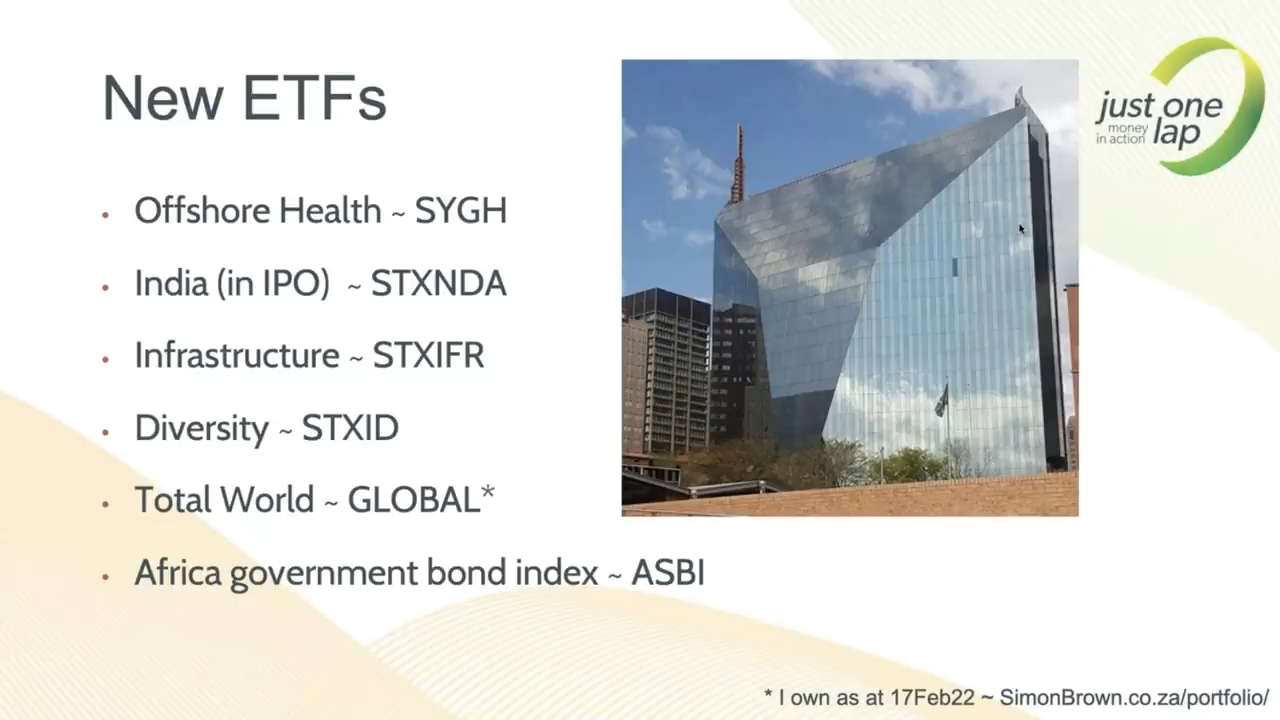 New ETFs
just one
money
in action lap
• Offshore Health ~ SYGH
• India (in IPO) ~ STXNDA
• Infrastructure ~ STXIFR
• Diversity ~ STXID
• Total World ~ GLOBAL*
• Africa government bond index ~ ASBI
* I own as at 17Feb22 ~ SimonBrown.co.za/portfolio/